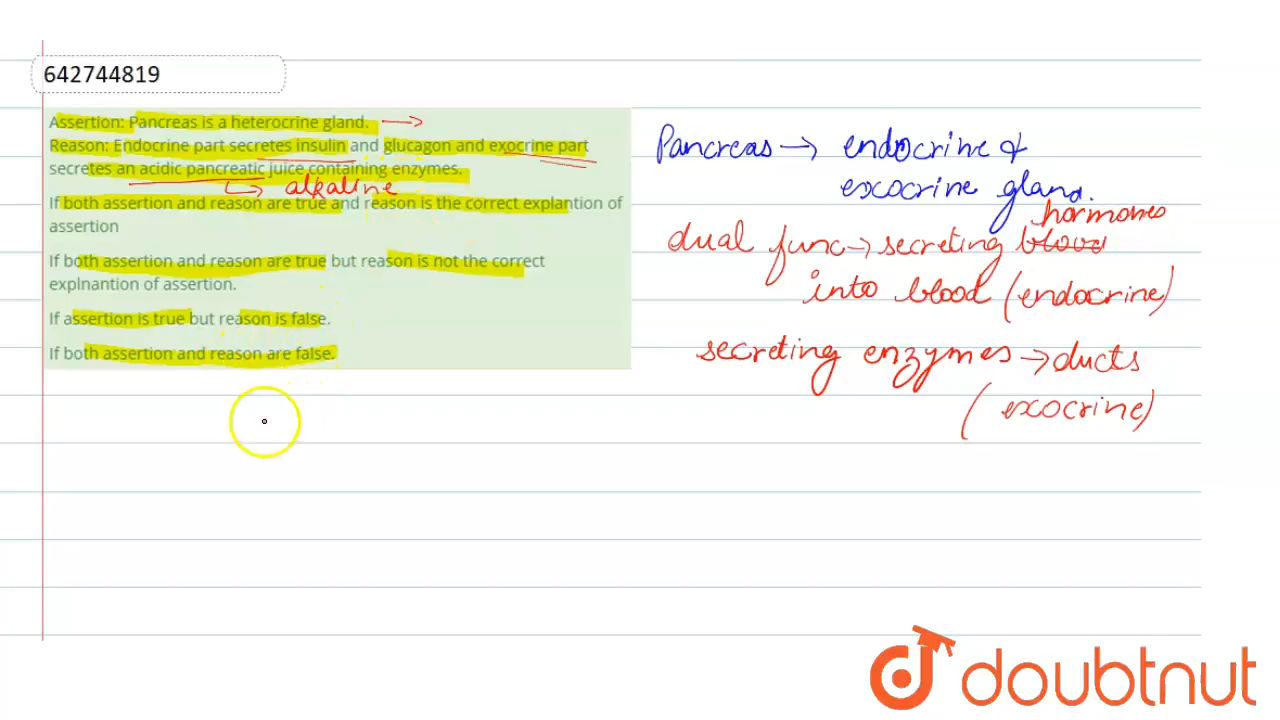 642744819
Assertion: Pancreas is a heterocrine gland.
Reason: Endocrine part secretes insulin and glucagon and exocrine part
secretes an acidic pancreatic juice containing enzymes.
alkaline
If both assertion and reason are true and reason is the correct explantion of
assertion
If both assertion and reason are true but reason is not the correct
explnantion of assertion.
If assertion is true but reason is false.
If both assertion and reason are false.
Pancreas → endocrine &
exocrine gland.
hormones
dual func → secreting blood
into blood (endocrine)
secreting enzymes → ducts
(exocrine)
doubtnut